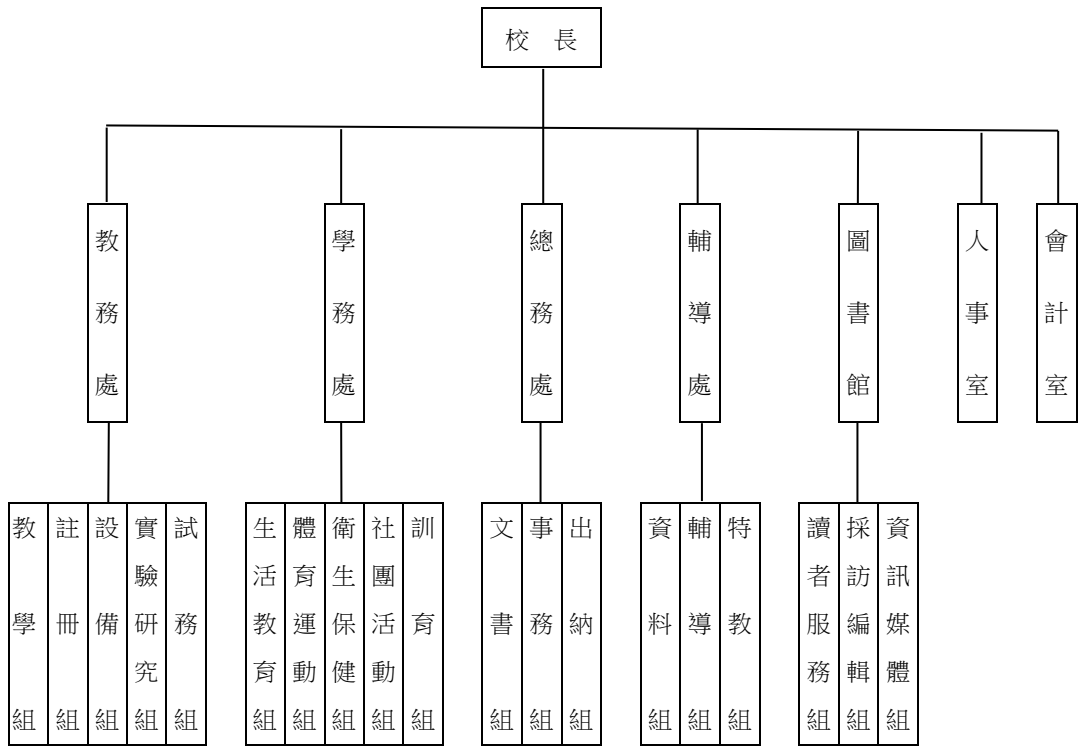 校長
教務處
學務處
總務處
輔導處
圖書館
人事室
會計室
教學組
註冊組
設備組
實驗研究組
試務組
生活教育組
體育運動組
衛生保健組
社團活動組
訓育組
文書組
事務組
出納組
資料組
輔導組
特教組
讀者服務組
採訪編輯組
資訊媒體組